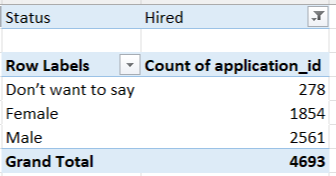 Status Hired
Row Labels Count of application_id
Don’t want to say 278
Female 1854
Male 2561
Grand Total 4693